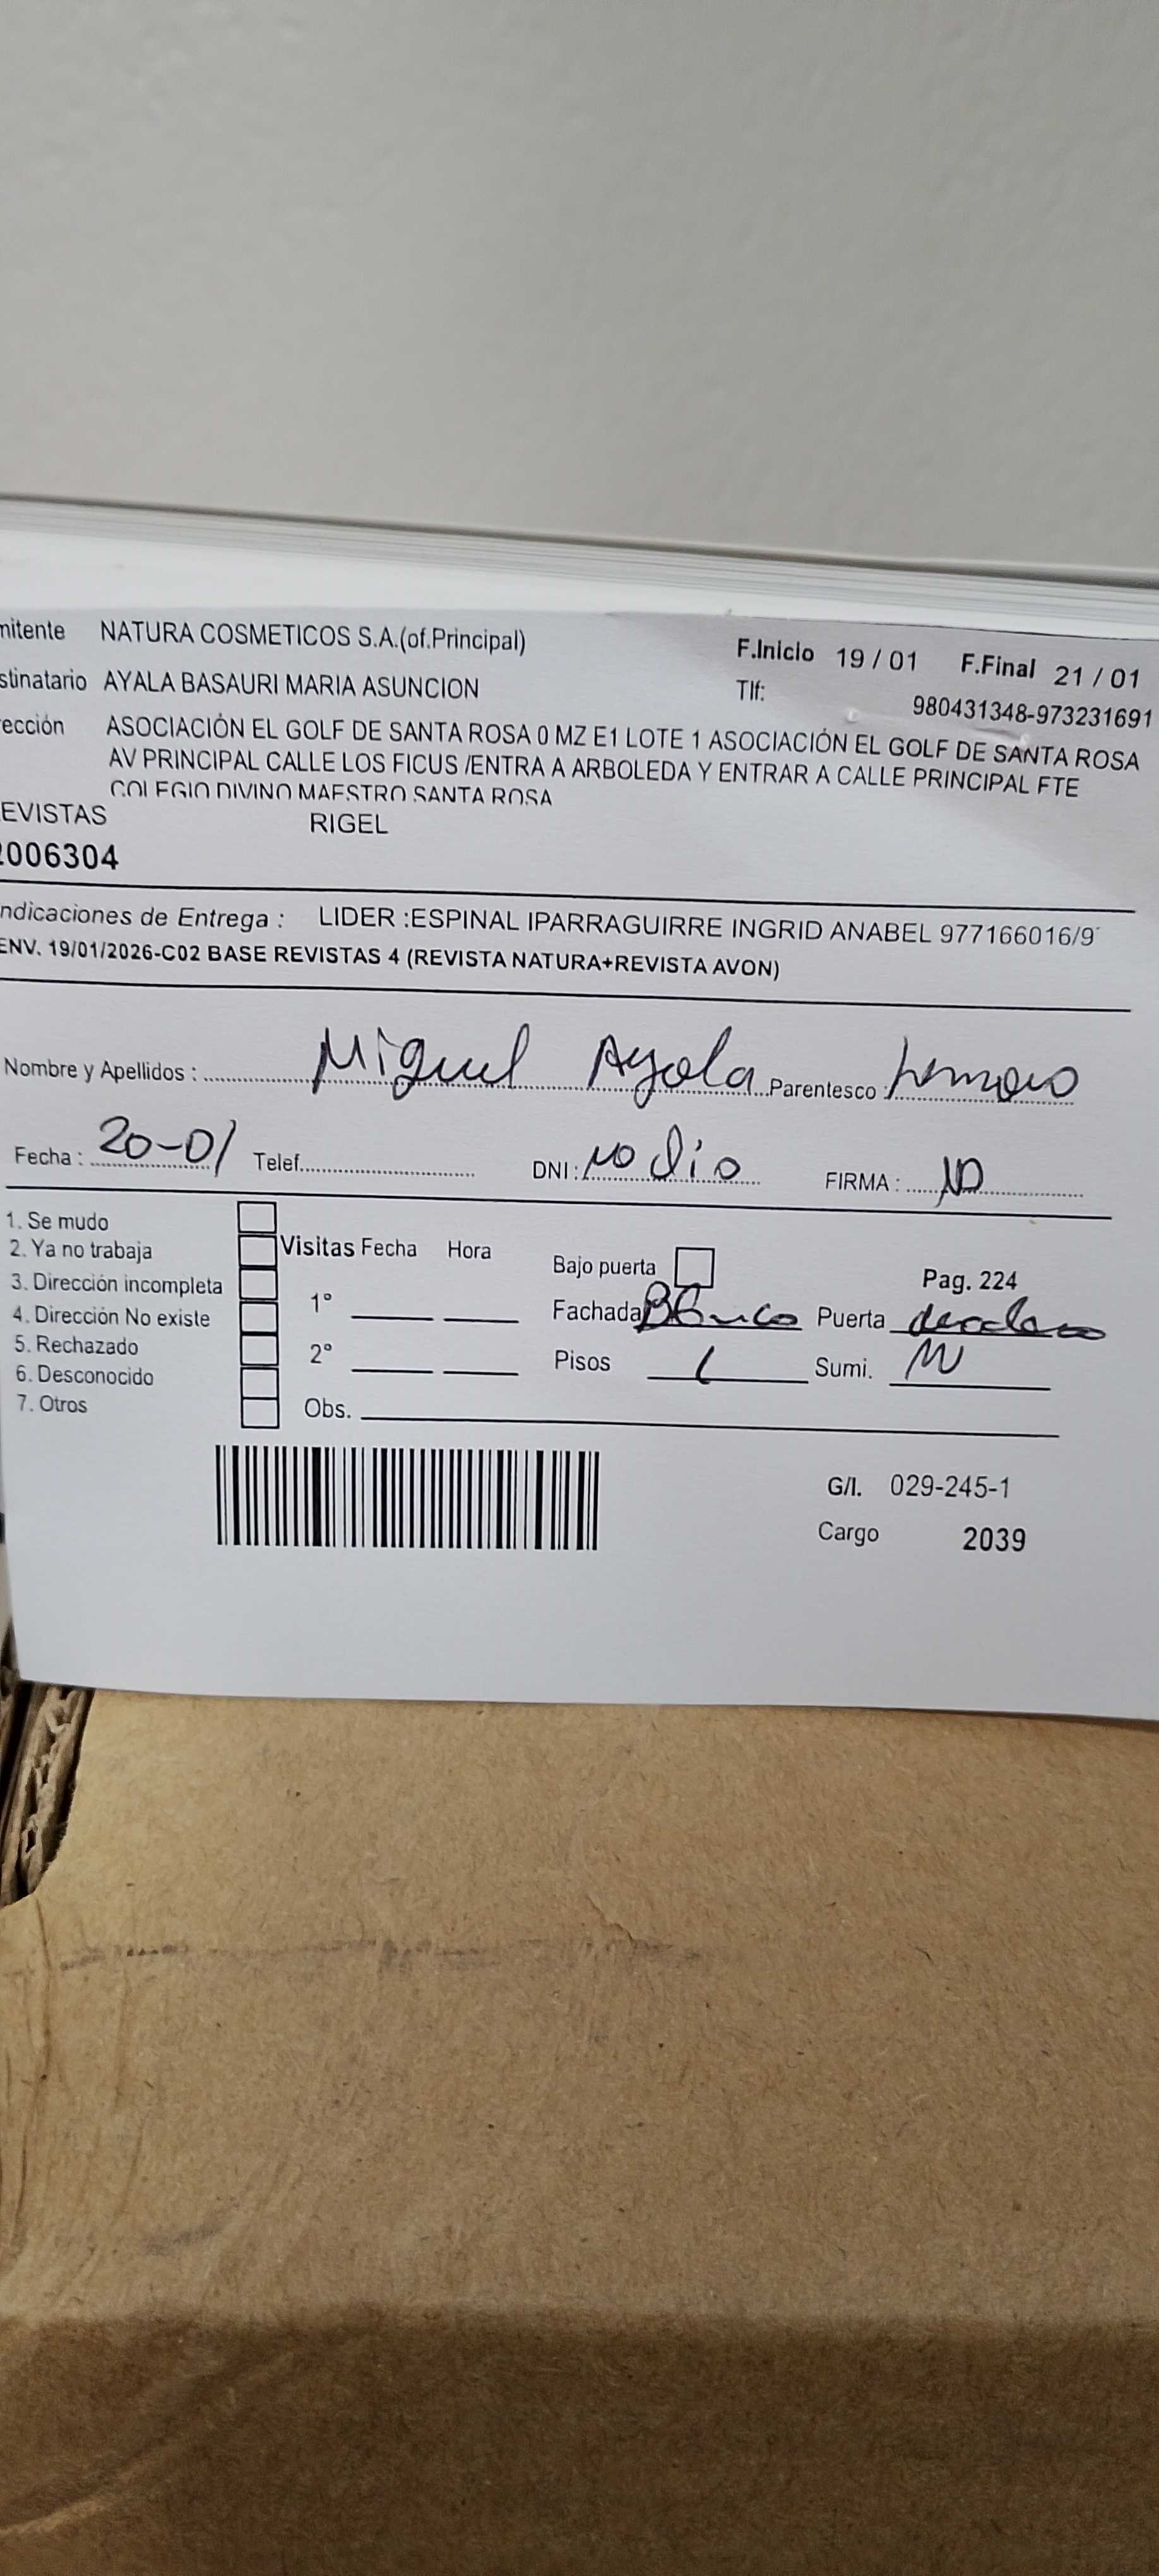 mitente NATURA COSMETICOS S.A.(of.Principal) F.Inicio 19 / 01 F.Final 21 / 01
stinatario AYALA BASAURI MARIA ASUNCION Tlf: 980431348-973231691
ección ASOCIACIÓN EL GOLF DE SANTA ROSA 0 MZ E1 LOTE 1 ASOCIACIÓN EL GOLF DE SANTA ROSA
AV PRINCIPAL CALLE LOS FICUS /ENTRA A ARBOLEDA Y ENTRAR A CALLE PRINCIPAL FTE
COLEGIO DIVINO MAESTRO SANTA ROSA
EVISTAS RIGEL
2006304
ndicaciones de Entrega : LIDER :ESPINAL IPARRAGUIRRE INGRID ANABEL 977166016/9
ENV. 19/01/2026-C02 BASE REVISTAS 4 (REVISTA NATURA+REVISTA AVON)
Nombre y Apellidos : Miguel Ayala Parentesco :
Fecha : 20-01 Telef. DNI : no dio FIRMA : ND
1. Se mudo
2. Ya no trabaja
3. Dirección incompleta
4. Dirección No existe
5. Rechazado
6. Desconocido
7. Otros
Visitas Fecha Hora
1°
2°
Obs.
Bajo puerta Pag. 224
Fachada Blanco Puerta
Pisos 1 Sumi.
G/I. 029-245-1
Cargo 2039